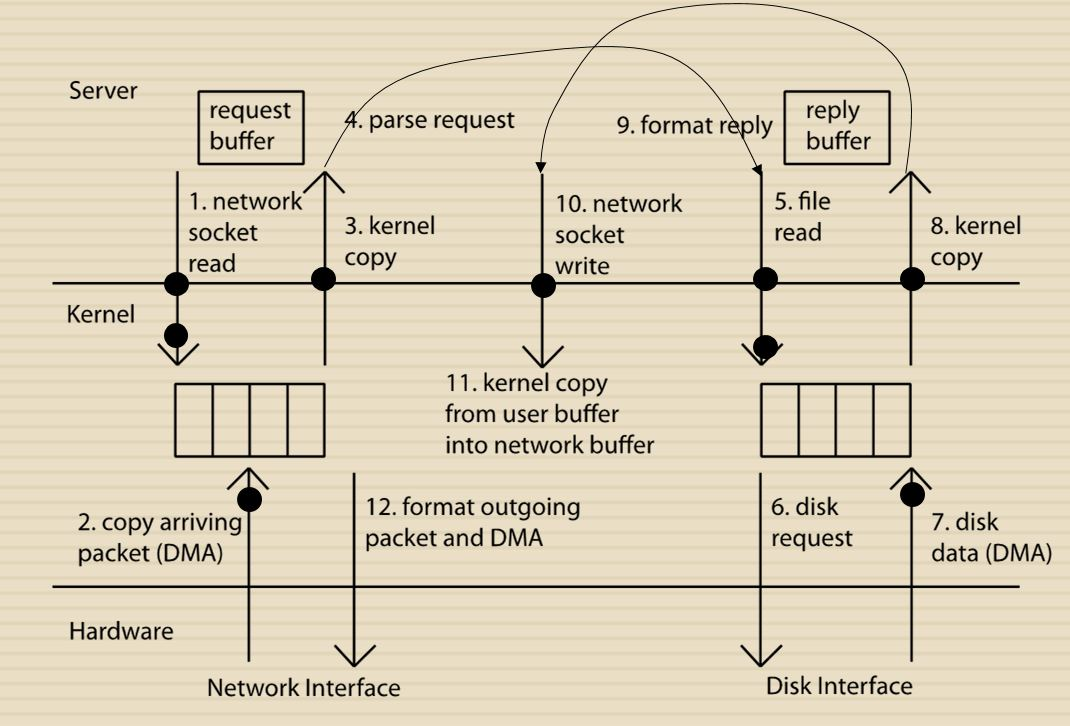 Server
request
buffer
4. parse request
9. format reply
reply
buffer
1. network
socket
read
3. kernel
copy
10. network
socket
write
5. file
read
8. kernel
copy
Kernel
11. kernel copy
from user buffer
into network buffer
2. copy arriving
packet (DMA)
12. format outgoing
packet and DMA
6. disk
request
7. disk
data (DMA)
Hardware
Network Interface
Disk Interface